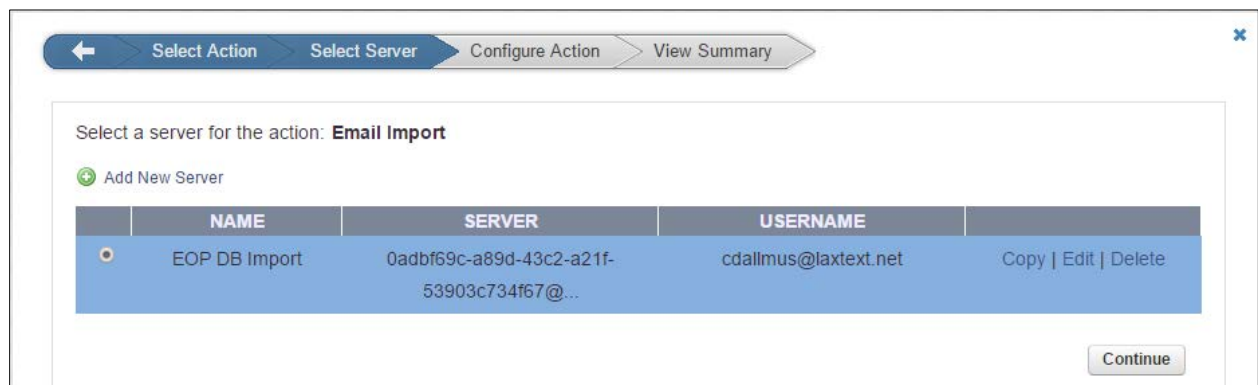 Select Action Select Server Configure Action View Summary
Select a server for the action: Email Import
Add New Server
NAME SERVER USERNAME
EOP DB Import 0adbf69c-a89d-43c2-a21f- cdallmus@laxtext.net Copy | Edit | Delete
53903c734f67@...
Continue